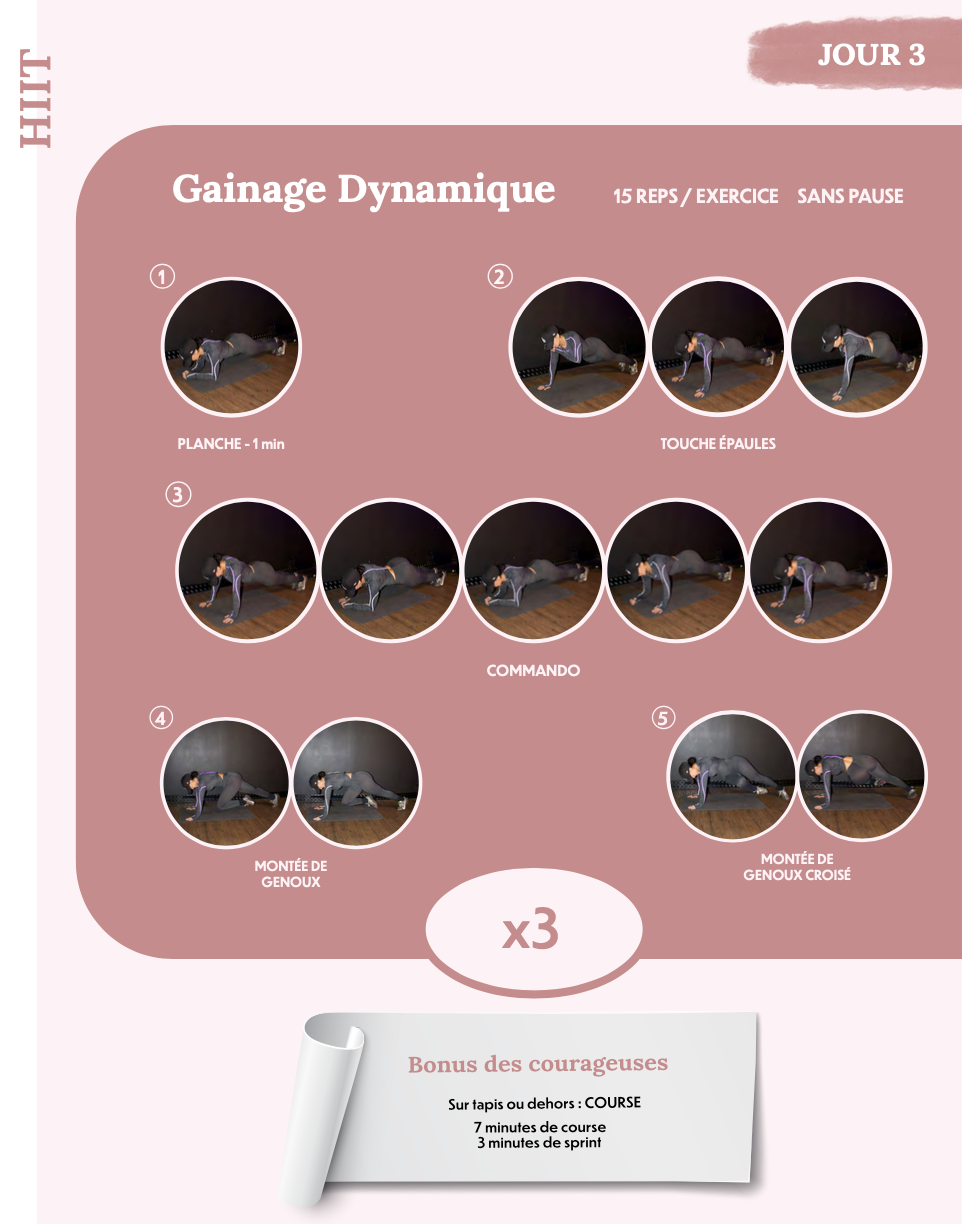 HIIT
JOUR 3
Gainage Dynamique
15 REPS / EXERCICE SANS PAUSE
1
2
PLANCHE - 1 min
TOUCHE ÉPAULES
3
COMMANDO
4
5
MONTÉE DE
GENOUX
MONTÉE DE
GENOUX CROISÉ
x3
Bonus des courageuses
Sur tapis ou dehors : COURSE
7 minutes de course
3 minutes de sprint